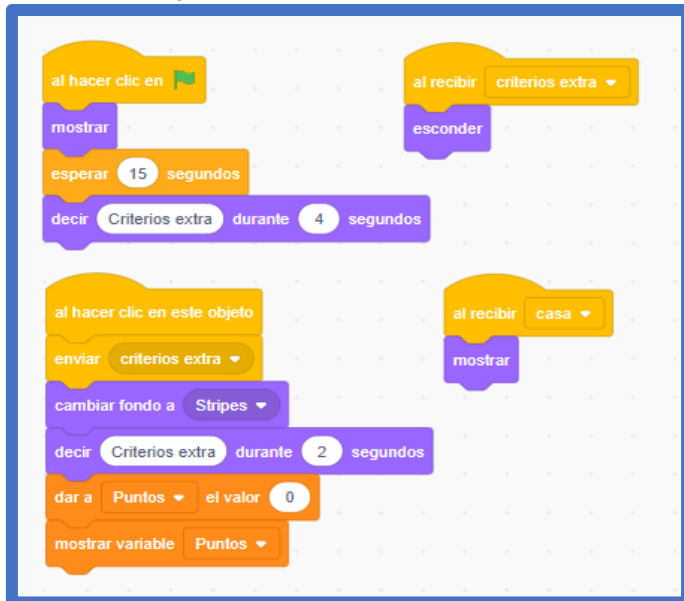 al hacer clic en
mostrar
esperar 15 segundos
decir Criterios extra durante 4 segundos
al recibir criterios extra
esconder
al hacer clic en este objeto
enviar criterios extra
cambiar fondo a Stripes
decir Criterios extra durante 2 segundos
dar a Puntos el valor 0
mostrar variable Puntos
al recibir casa
mostrar